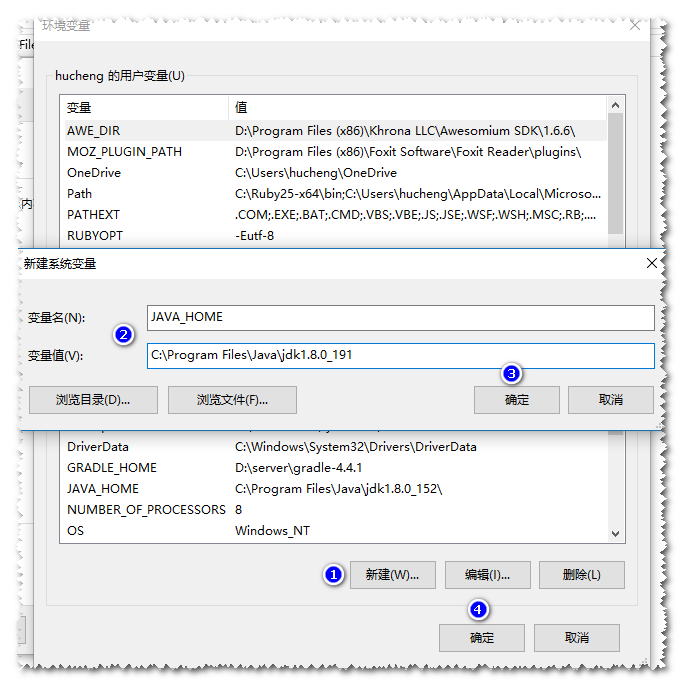 环境变量
File
hucheng 的用户变量(U)
变量 值
AWE_DIR D:\Program Files (x86)\Khrona LLC\Awesomium SDK\1.6.6\
MOZ_PLUGIN_PATH D:\Program Files (x86)\Foxit Software\Foxit Reader\plugins\
OneDrive C:\Users\hucheng\OneDrive
Path C:\Ruby25-x64\bin;C:\Users\hucheng\AppData\Local\Microso...
内
PATHEXT .COM;.EXE;.BAT;.CMD;.VBS;.VBE;.JS;.JSE;.WSF;.WSH;.MSC;.RB;....
RUBYOPT -Eutf-8
新建系统变量
变量名(N): JAVA_HOME
2
变量值(V): C:\Program Files\Java\jdk1.8.0_191
3
浏览目录(D)... 浏览文件(F)... 确定 取消
DriverData C:\Windows\System32\Drivers\DriverData
GRADLE_HOME D:\server\gradle-4.4.1
JAVA_HOME C:\Program Files\Java\jdk1.8.0_152\
NUMBER_OF_PROCESSORS 8
OS Windows_NT
1 新建(W)... 编辑(I)... 删除(L)
4
确定 取消